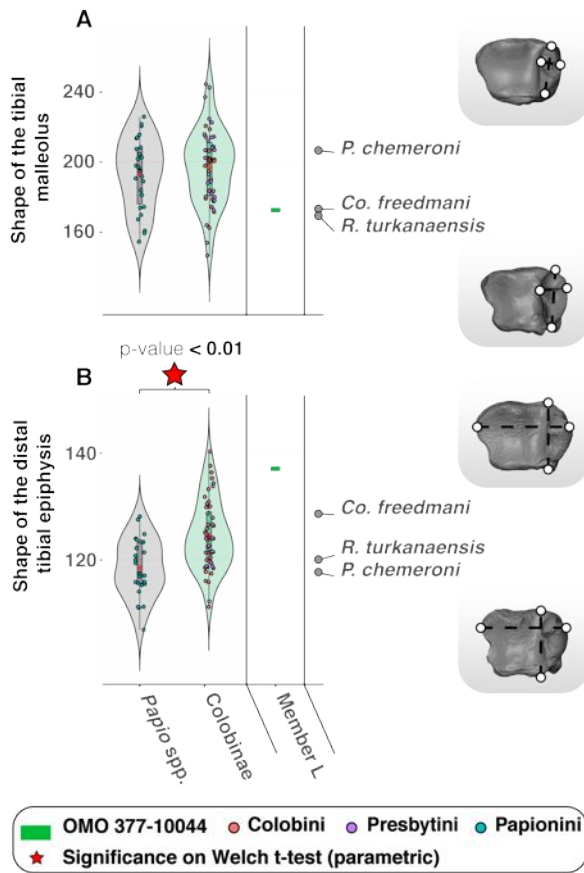 A
Shape of the tibial
malleolus
240
200
160
P. chemeroni
Co. freedmani
R. turkanaensis
p-value < 0.01
B
Shape of the distal
tibial epiphysis
140
120
Co. freedmani
R. turkanaensis
P. chemeroni
Papio spp.
Colobinae
Member L
OMO 377-10044 Colobini Presbytini Papionini
Significance on Welch t-test (parametric)